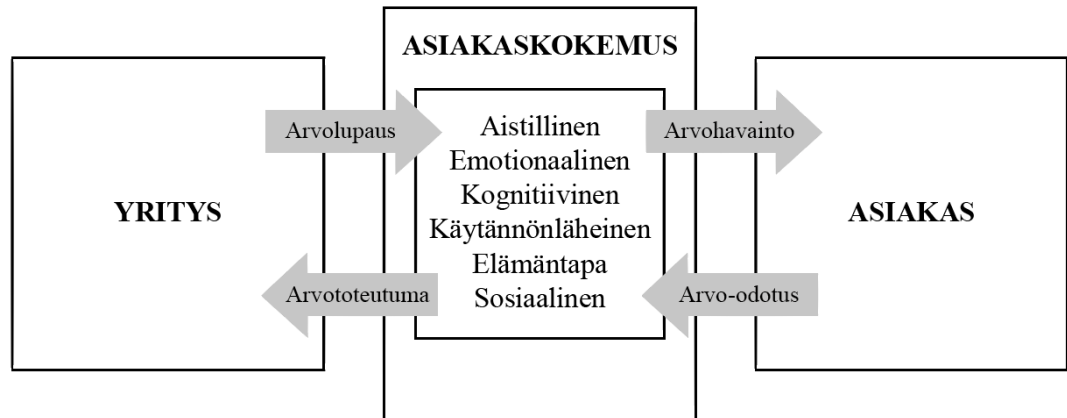 ASIAKASKOKEMUS
Arvolupaus
Aistillinen
Emotionaalinen
Kognitiivinen
Käytännönläheinen
Elämäntapa
Sosiaalinen
Arvohavainto
YRITYS
ASIAKAS
Arvototeutuma
Arvo-odotus